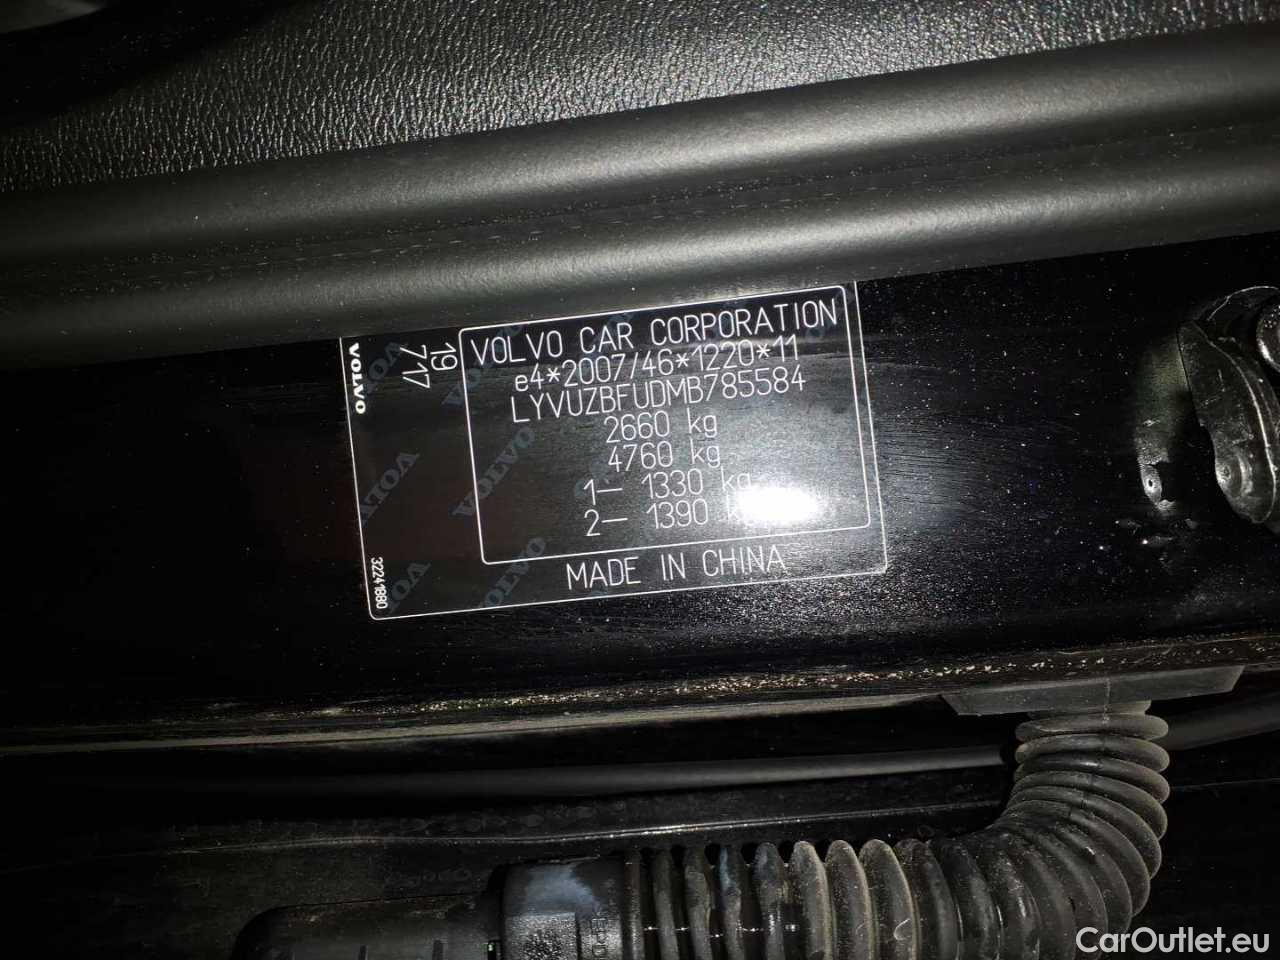 VOLVO
19
717
32241880
VOLVO CAR CORPORATION
e4*2007/46*1220*11
LYVUZBFUDMB785584
2660 kg
4760 kg
1– 1330 kg
2– 1390 kg
MADE IN CHINA
CarOutlet.eu